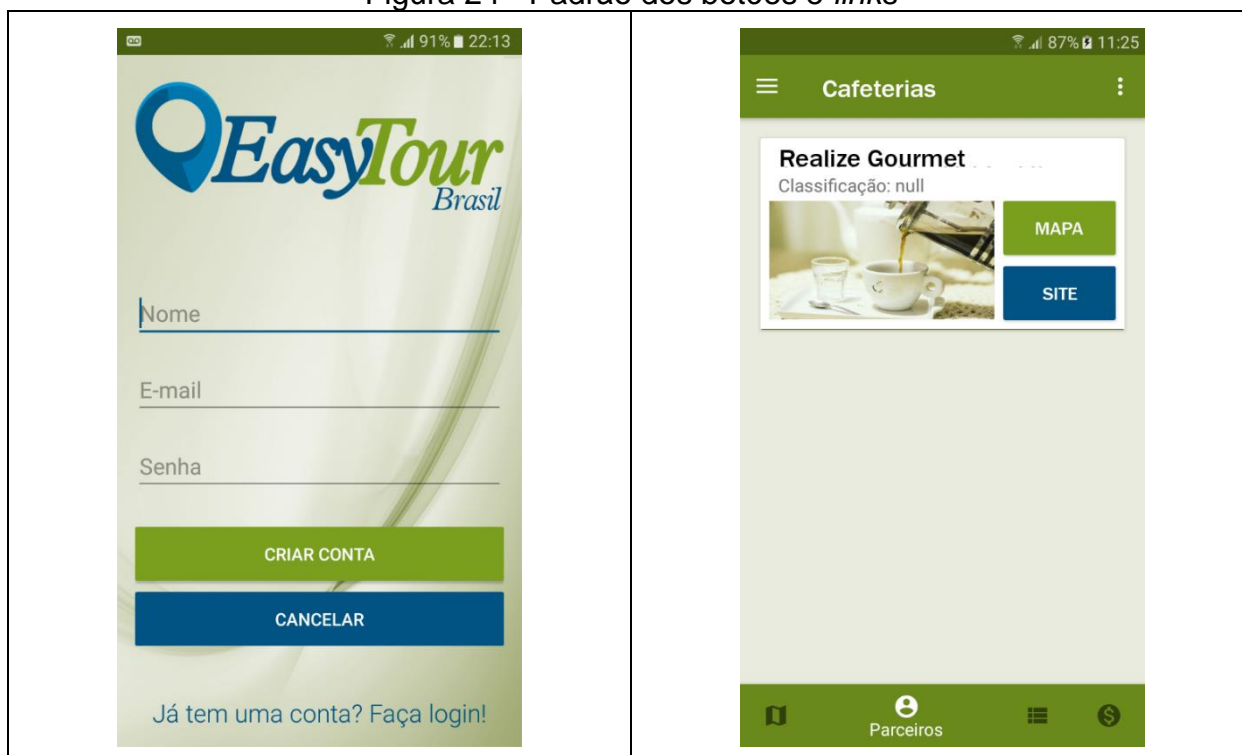 Figura 24 - Padrão dos botões e links
91% 22:13
EasyTour
Brasil
Nome
E-mail
Senha
CRIAR CONTA
CANCELAR
Já tem uma conta? Faça login!
87% 11:25
Cafeterias
Realize Gourmet
Classificação: null
MAPA
SITE
Parceiros